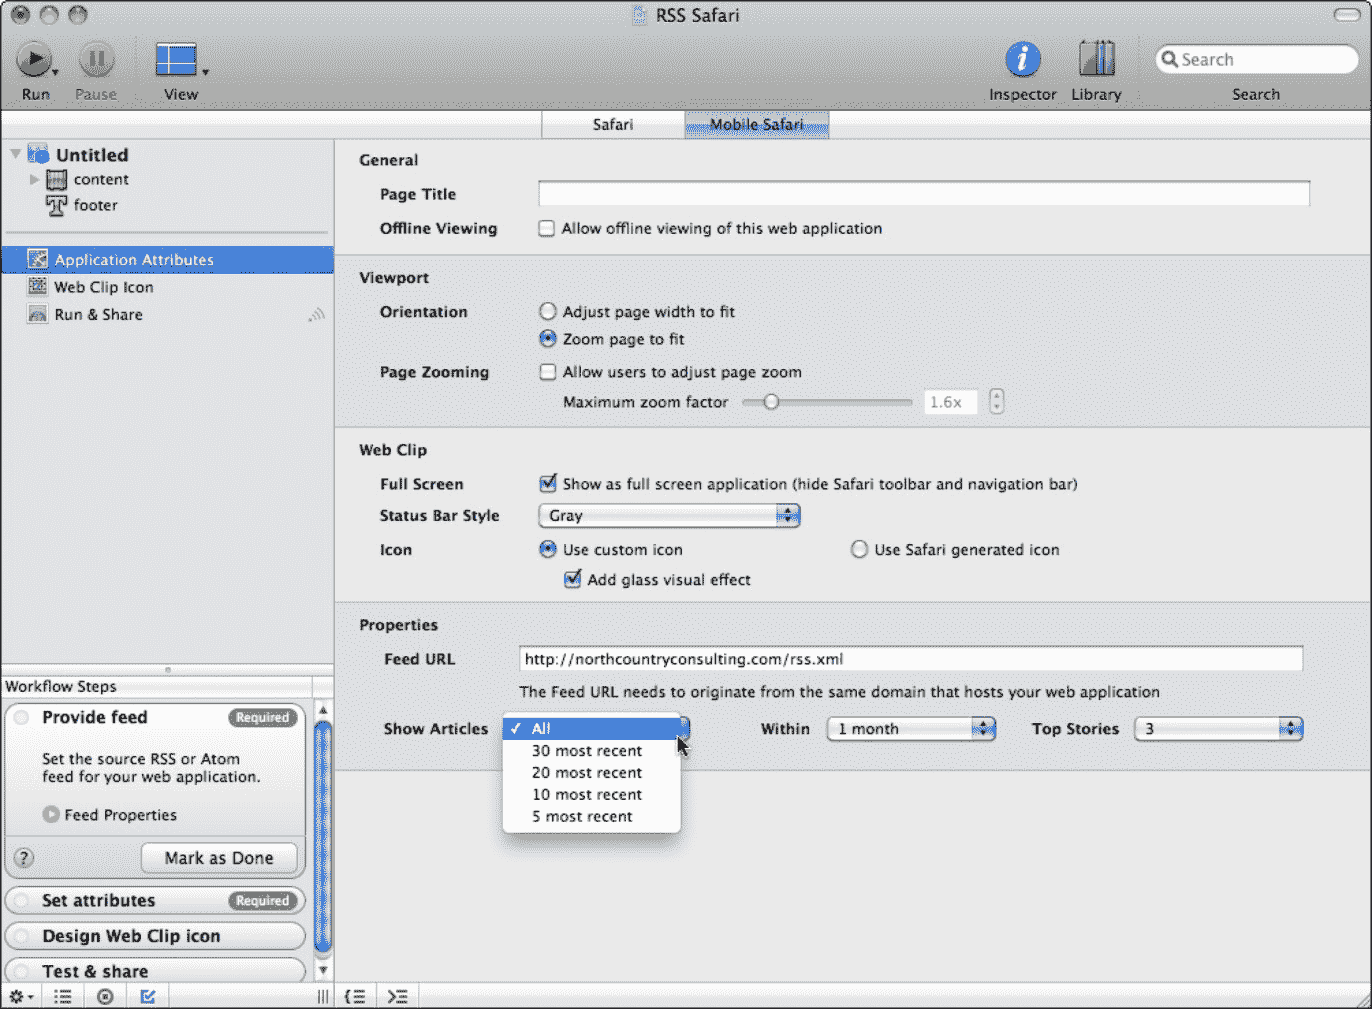 RSS Safari
Run
Pause
View
Inspector
Library
Search
Search
Safari
Mobile Safari
Untitled
content
footer
Application Attributes
Web Clip Icon
Run & Share
General
Page Title
Offline Viewing
Allow offline viewing of this web application
Viewport
Orientation
Adjust page width to fit
Zoom page to fit
Page Zooming
Allow users to adjust page zoom
Maximum zoom factor
1.6x
Web Clip
Full Screen
Show as full screen application (hide Safari toolbar and navigation bar)
Status Bar Style
Gray
Icon
Use custom icon
Use Safari generated icon
Add glass visual effect
Properties
Feed URL
http://northcountryconsulting.com/rss.xml
The Feed URL needs to originate from the same domain that hosts your web application
Show Articles
All
30 most recent
20 most recent
10 most recent
5 most recent
Within
1 month
Top Stories
3
Workflow Steps
Provide feed
Required
Set the source RSS or Atom
feed for your web application.
Feed Properties
?
Mark as Done
Set attributes
Required
Design Web Clip icon
Test & share